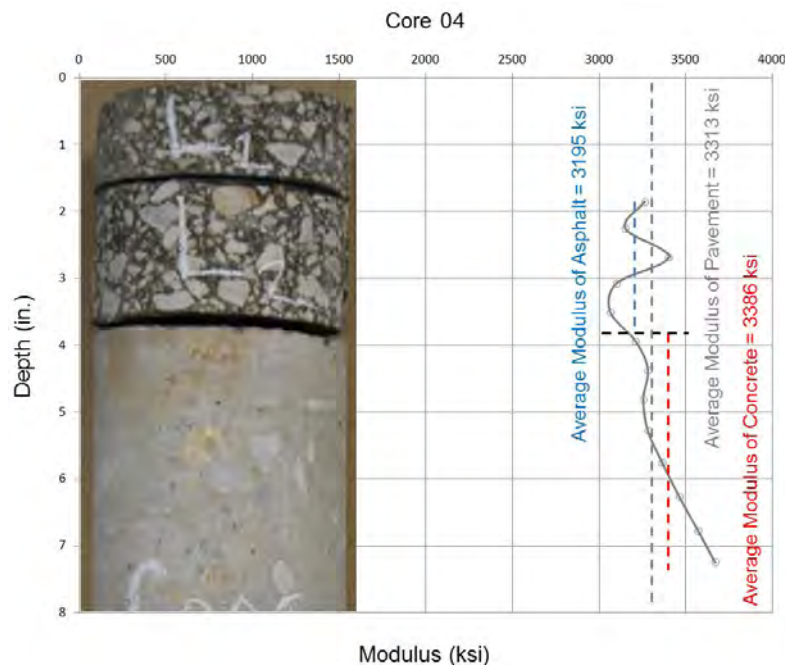 Core 04
0 500 1000 1500 2000 2500 3000 3500 4000
0
1
2
3
4
5
6
7
8
Depth (in.)
L1
L2
Average Modulus of Asphalt = 3195 ksi
Average Modulus of Pavement = 3313 ksi
Average Modulus of Concrete = 3386 ksi
Modulus (ksi)